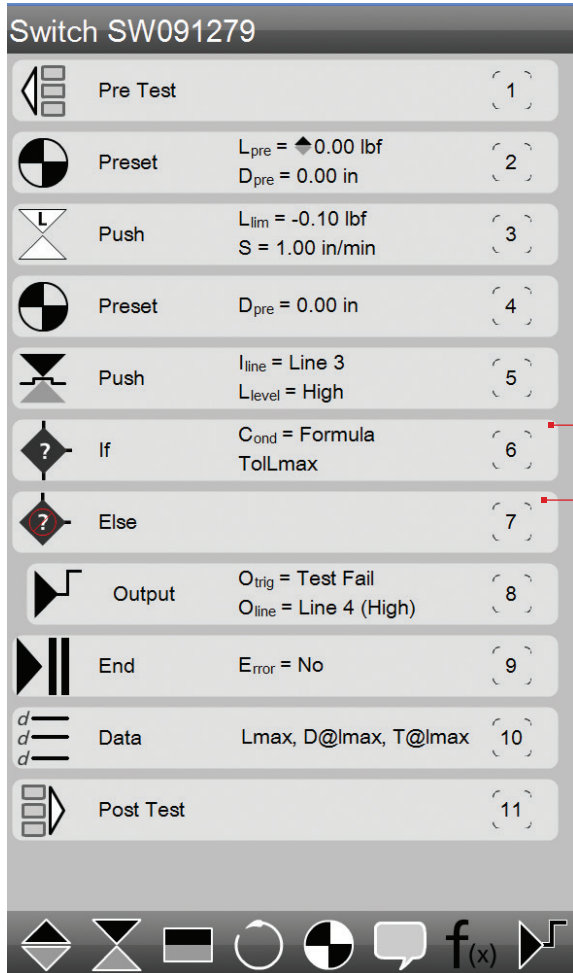 Switch SW091279
Pre Test 1
Preset Lpre = 0.00 lbf 2
Dpre = 0.00 in
L Push Llim = -0.10 lbf 3
S = 1.00 in/min
Preset Dpre = 0.00 in 4
Push Iline = Line 3 5
Llevel = High
? If Cond = Formula 6
TolLmax
? Else 7
Output Otrig = Test Fail 8
Oline = Line 4 (High)
End Error = No 9
d
d Data Lmax, D@lmax, T@lmax 10
d
Post Test 11
f(x)